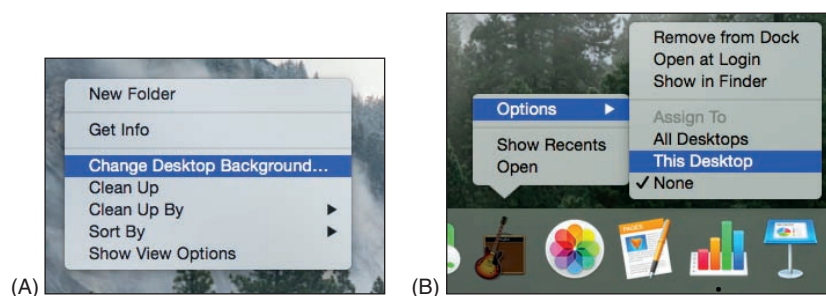 New Folder
Get Info
Change Desktop Background...
Clean Up
Clean Up By
Sort By
Show View Options
(A)
Options
Show Recents
Open
Remove from Dock
Open at Login
Show in Finder
Assign To
All Desktops
This Desktop
✓ None
PAGES
(B)